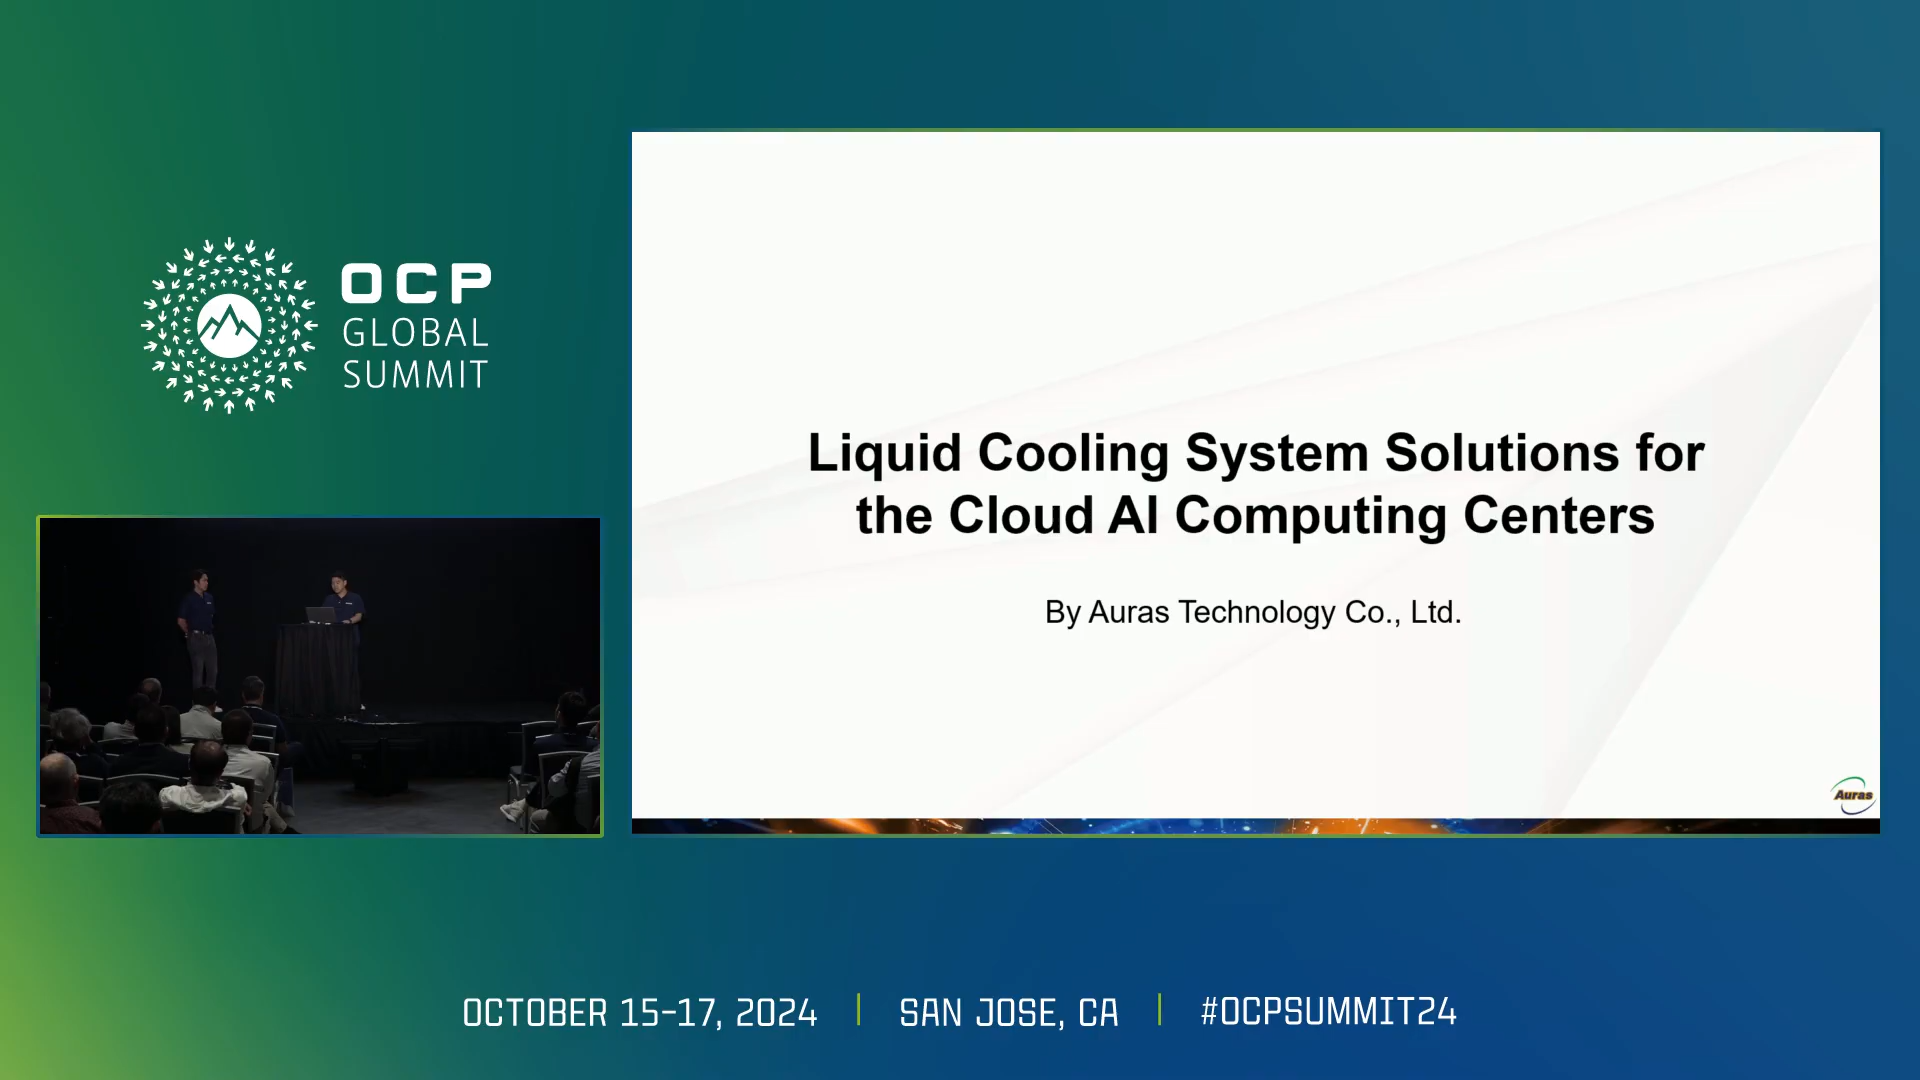 OCP
GLOBAL
SUMMIT
Liquid Cooling System Solutions for
the Cloud AI Computing Centers
By Auras Technology Co., Ltd.
Auras
OCTOBER 15-17, 2024
SAN JOSE, CA
#OCPSUMMIT24